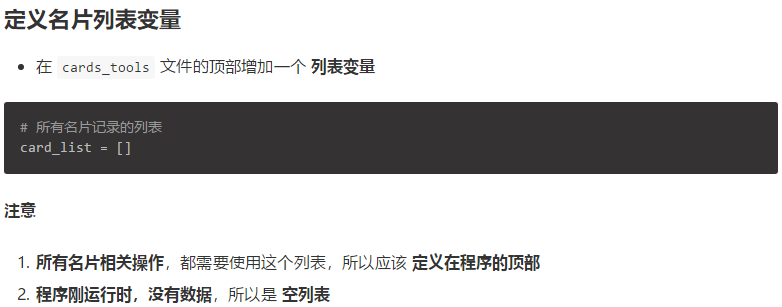 定义名片列表变量
• 在 cards_tools 文件的顶部增加一个 列表变量
# 所有名片记录的列表
card_list = []
注意
1. 所有名片相关操作，都需要使用这个列表，所以应该 定义在程序的顶部
2. 程序刚运行时，没有数据，所以是 空列表